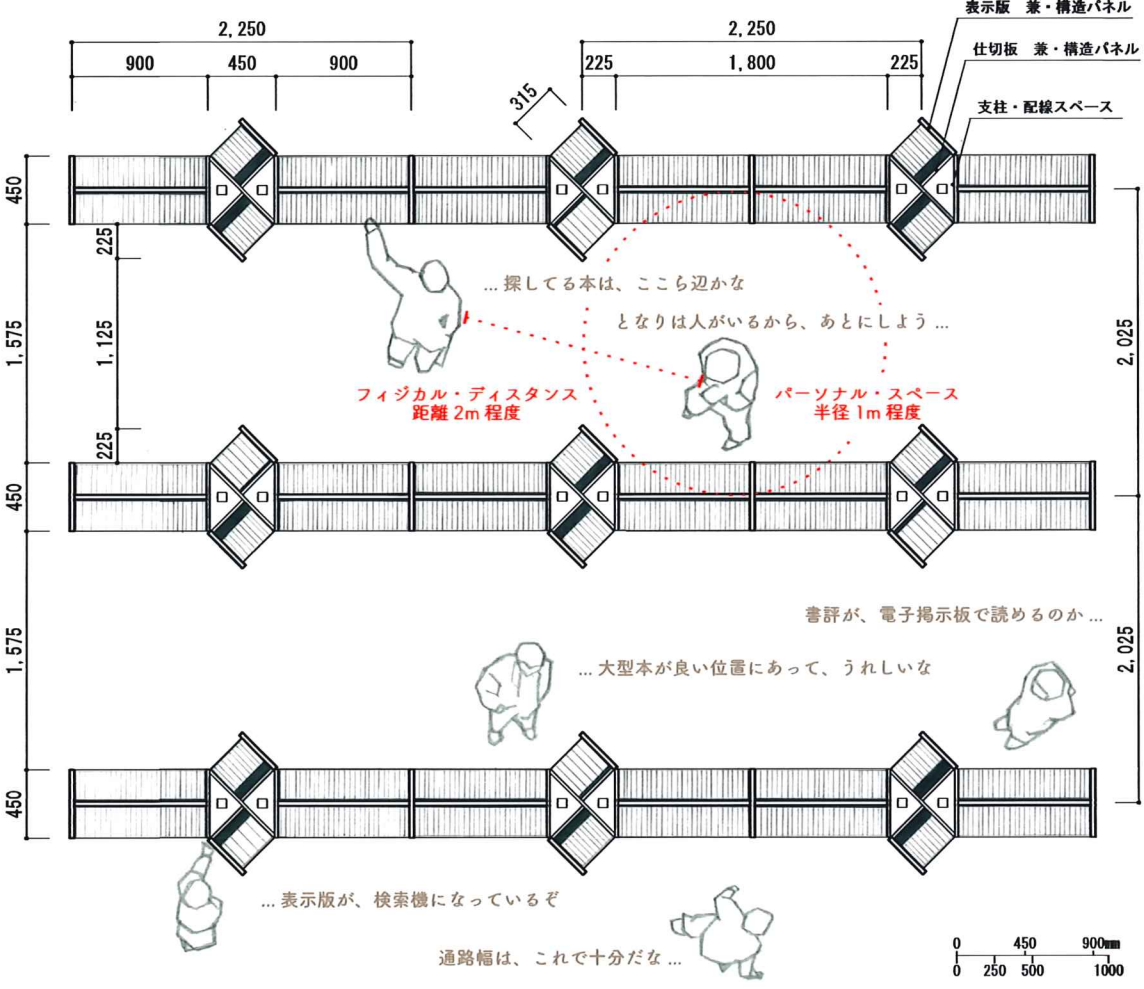 表示版 兼・構造パネル
仕切板 兼・構造パネル
支柱・配線スペース
2,250
2,250
900
450
900
225
1,800
225
315
450
225
1,575
1,125
225
450
1,575
450
2,025
2,025
... 探してる本は、ここら辺かな
となりは人がいるから、あとにしよう ...
フィジカル・ディスタンス
距離 2m 程度
パーソナル・スペース
半径 1m 程度
書評が、電子掲示板で読めるのか ...
... 大型本が良い位置にあって、うれしいな
... 表示版が、検索機になっているぞ
通路幅は、これで十分だな ...
0 450 900mm
0 250 500 1000